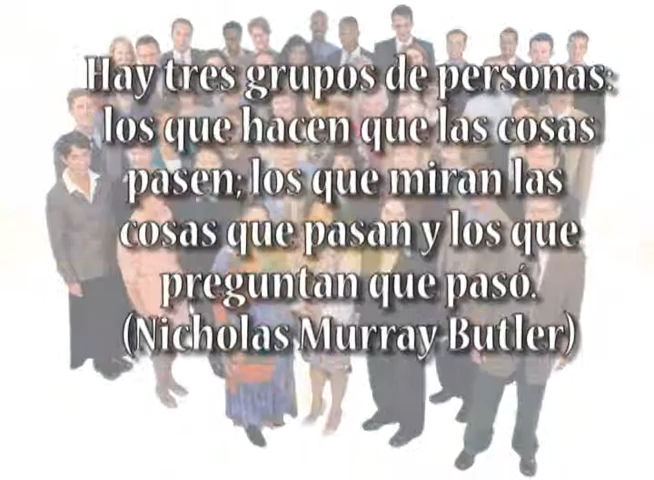 Hay tres grupos de personas:
los que hacen que las cosas
pasen; los que miran las
cosas que pasan y los que
preguntan que pasó.
(Nicholas Murray Butler)